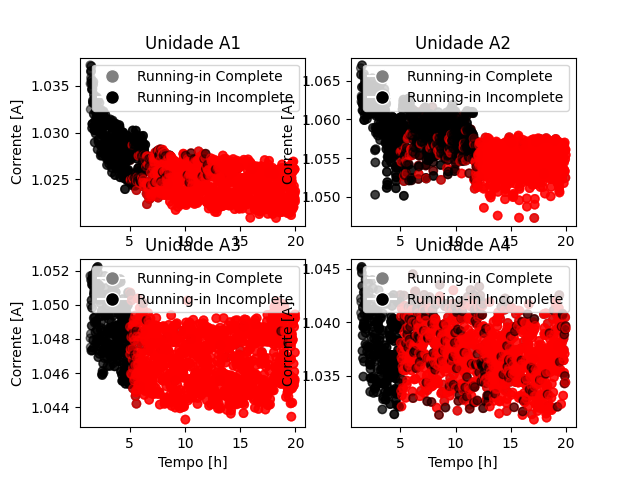 Unidade A1
Unidade A2
Corrente [A]
1.035
1.030
1.025
Running-in Complete
Running-in Incomplete
5
10
15
20
Corrente [A]
1.065
1.060
1.055
1.050
Running-in Complete
Running-in Incomplete
5
10
15
20
Unidade A3
Unidade A4
Corrente [A]
1.052
1.050
1.048
1.046
1.044
Running-in Complete
Running-in Incomplete
5
10
15
20
Tempo [h]
Corrente [A]
1.045
1.040
1.035
Running-in Complete
Running-in Incomplete
5
10
15
20
Tempo [h]